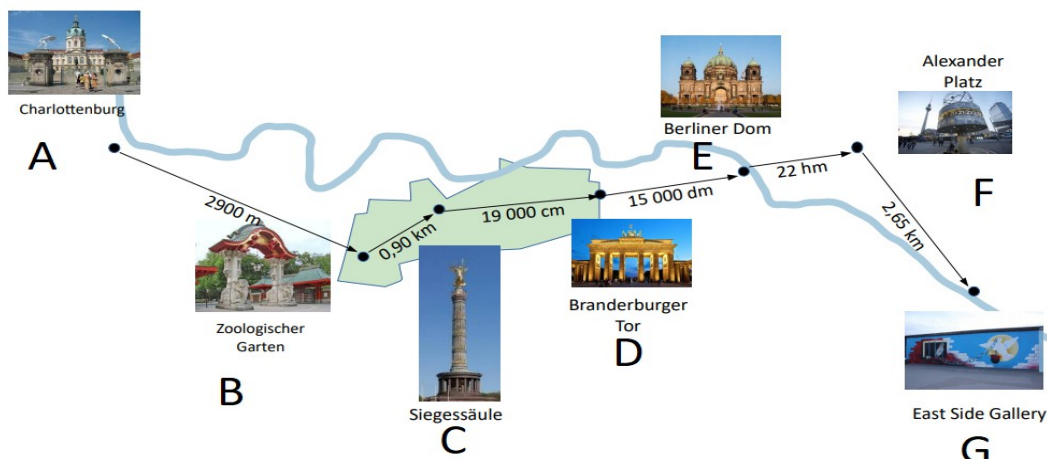 Charlottenburg
A
2900 m
Zoologischer
Garten
B
0,90 km
Siegessäule
C
19 000 cm
Branderburger
Tor
D
15 000 dm
Berliner Dom
E
22 hm
Alexander
Platz
F
2,65 km
East Side Gallery
G